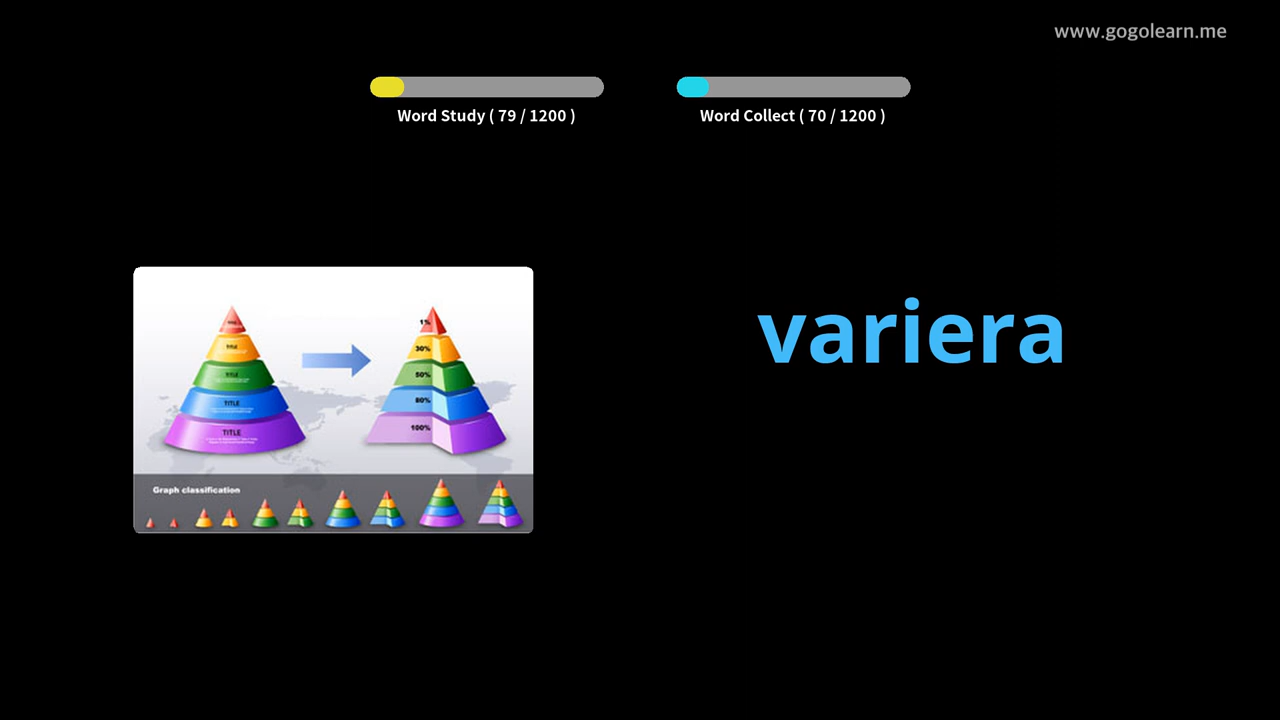 www.gogolearn.me
Word Study ( 79 / 1200 )
Word Collect ( 70 / 1200 )
variera
TITLE
TITLE
TITLE
TITLE
1%
30%
50%
80%
100%
Graph classification